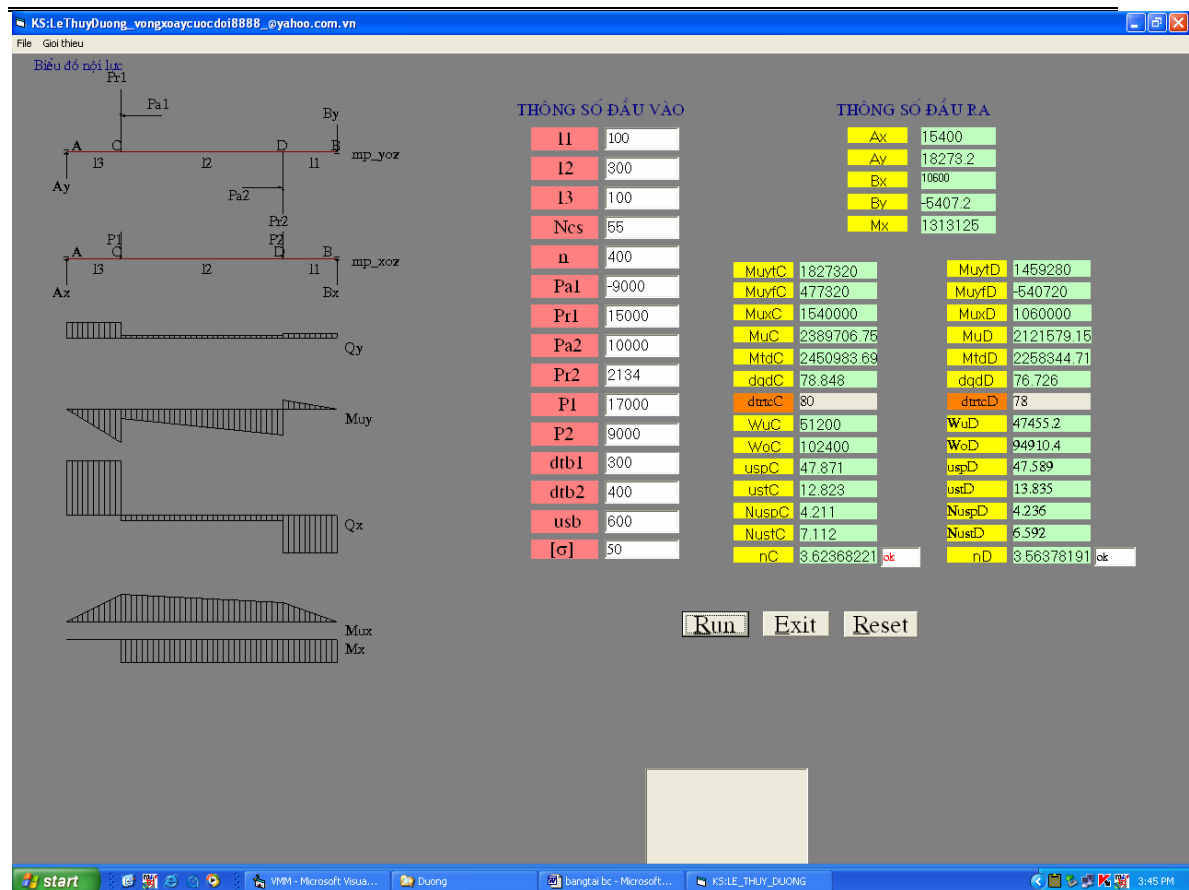 KS:LeThuyDuong_vongxoaycuocdoi8888_@yahoo.com.vn
File Gioi thieu
Biểu đồ nội lực
Pr1
Pa1
By
A C D B mp_yoz
l3 l2 l1
Ay
Pa2
Pr2
P1 P2
A C D B mp_xoz
l3 l2 l1
Ax Bx
Qy
Muy
Qx
Mux
Mx
THÔNG SỐ ĐẦU VÀO
l1 100
l2 300
l3 100
Ncs 55
n 400
Pa1 -9000
Pr1 15000
Pa2 10000
Pr2 2134
P1 17000
P2 9000
dtb1 300
dtb2 400
usb 600
[σ] 50
THÔNG SỐ ĐẦU RA
Ax 15400
Ay 18273.2
Bx 10600
By -5407.2
Mx 1313125
MuytC 1827320 MuytD 1459280
MuyfC 477320 MuyfD -540720
MuxC 1540000 MuxD 1060000
MuC 2389706.75 MuD 2121579.15
MtdC 2450983.69 MtdD 2258344.71
dqdC 78.848 dqdD 76.726
dtrtcC 80 dtrtcD 78
WuC 51200 WuD 47455.2
WoC 102400 WoD 94910.4
uspC 47.871 uspD 47.589
ustC 12.823 ustD 13.835
NuspC 4.211 NuspD 4.236
NustC 7.112 NustD 6.592
nC 3.62368221 ok nD 3.56378191 ok
Run Exit Reset
start VMM - Microsoft Visua... Duong bangtai bc - Microsoft... KS:LE_THUY_DUONG 3:45 PM